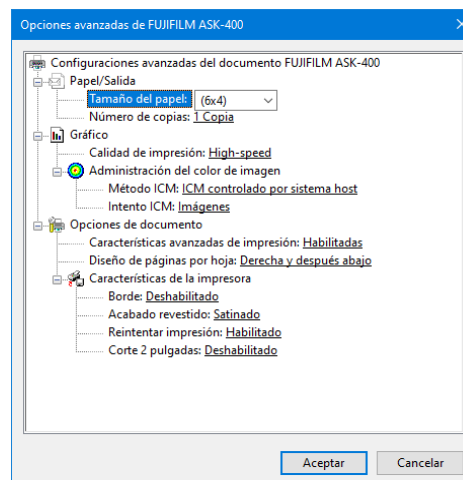 Opciones avanzadas de FUJIFILM ASK-400
Configuraciones avanzadas del documento FUJIFILM ASK-400
Papel/Salida
Tamaño del papel: (6x4)
Número de copias: 1 Copia
Gráfico
Calidad de impresión: High-speed
Administración del color de imagen
Método ICM: ICM controlado por sistema host
Intento ICM: Imágenes
Opciones de documento
Características avanzadas de impresión: Habilitadas
Diseño de páginas por hoja: Derecha y después abajo
Características de la impresora
Borde: Deshabilitado
Acabado revestido: Satinado
Reintentar impresión: Habilitado
Corte 2 pulgadas: Deshabilitado
Aceptar Cancelar